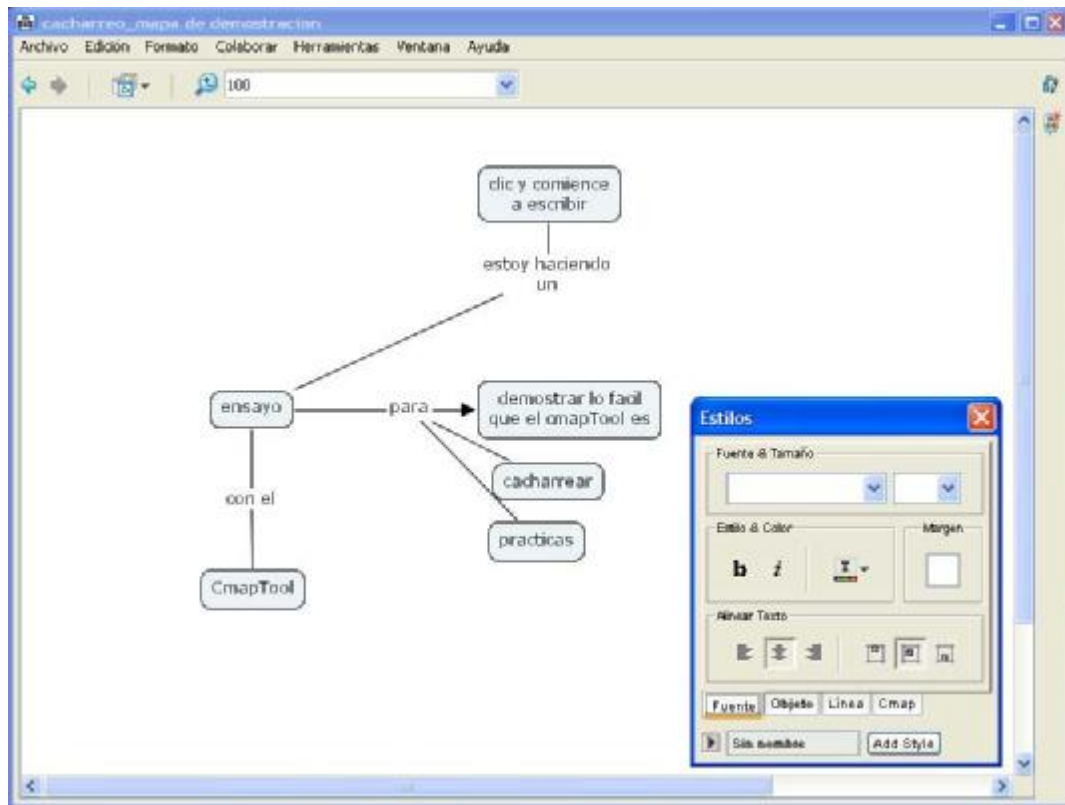 cacharreo_mapa de demostracion
Archivo Edición Formato Colaborar Herramientas Ventana Ayuda
100
clic y comience
a escribir
estoy haciendo
un
ensayo
para
demostrar lo facil
que el cmapTool es
cacharrear
practicas
con el
CmapTool
Estilos
Fuente & Tamaño
Estilo & Color
Margen
b i
Alinear Texto
Fuente Objeto Línea Cmap
Sin nombre
Add Style